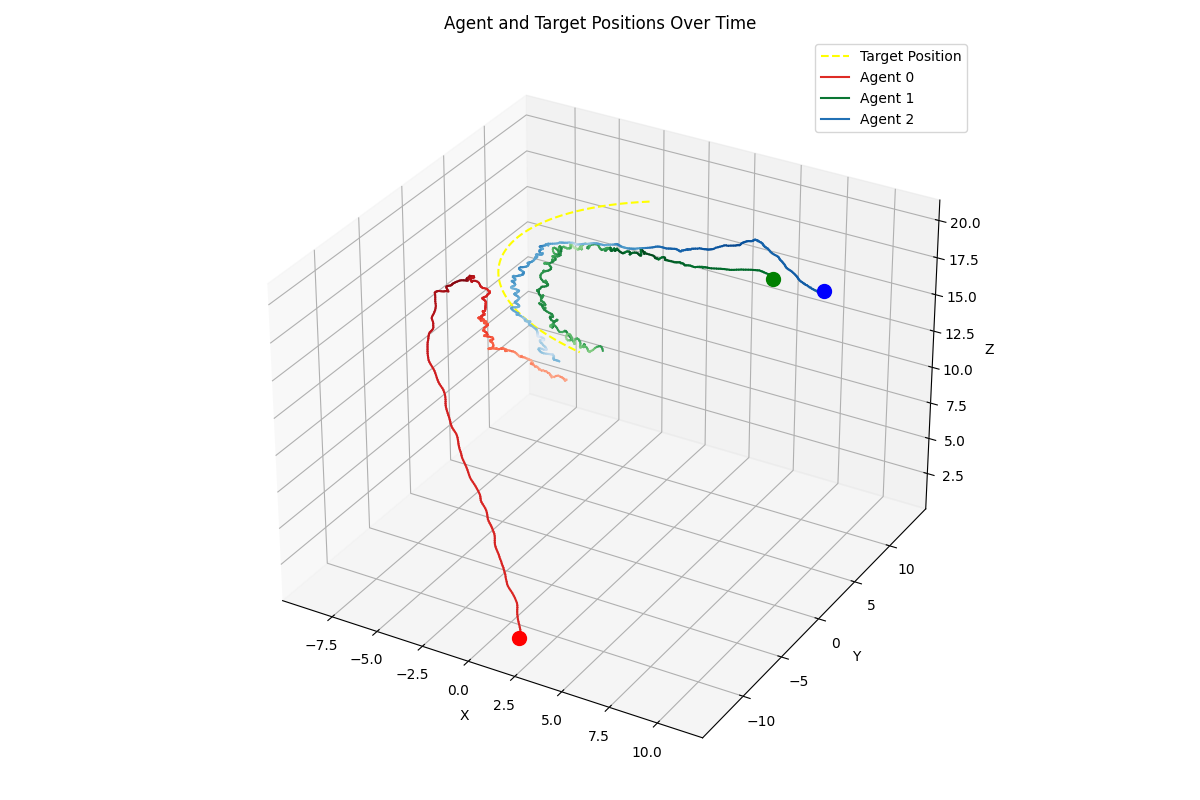 Agent and Target Positions Over Time
Target Position
Agent 0
Agent 1
Agent 2
20.0
17.5
15.0
12.5
10.0
7.5
5.0
2.5
Z
10
5
0
−5
−10
Y
−7.5
−5.0
−2.5
0.0
2.5
5.0
7.5
10.0
X